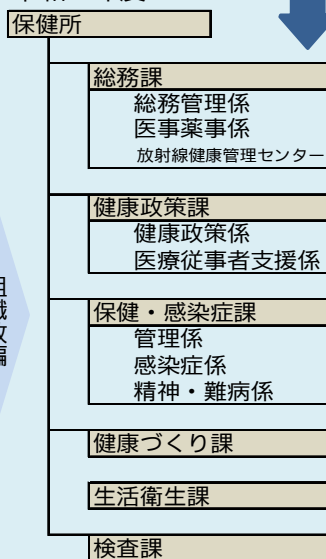 保健所
総務課
総務管理係
医事薬事係
放射線健康管理センター
健康政策課
健康政策係
医療従事者支援係
保健・感染症課
管理係
感染症係
精神・難病係
健康づくり課
生活衛生課
検査課